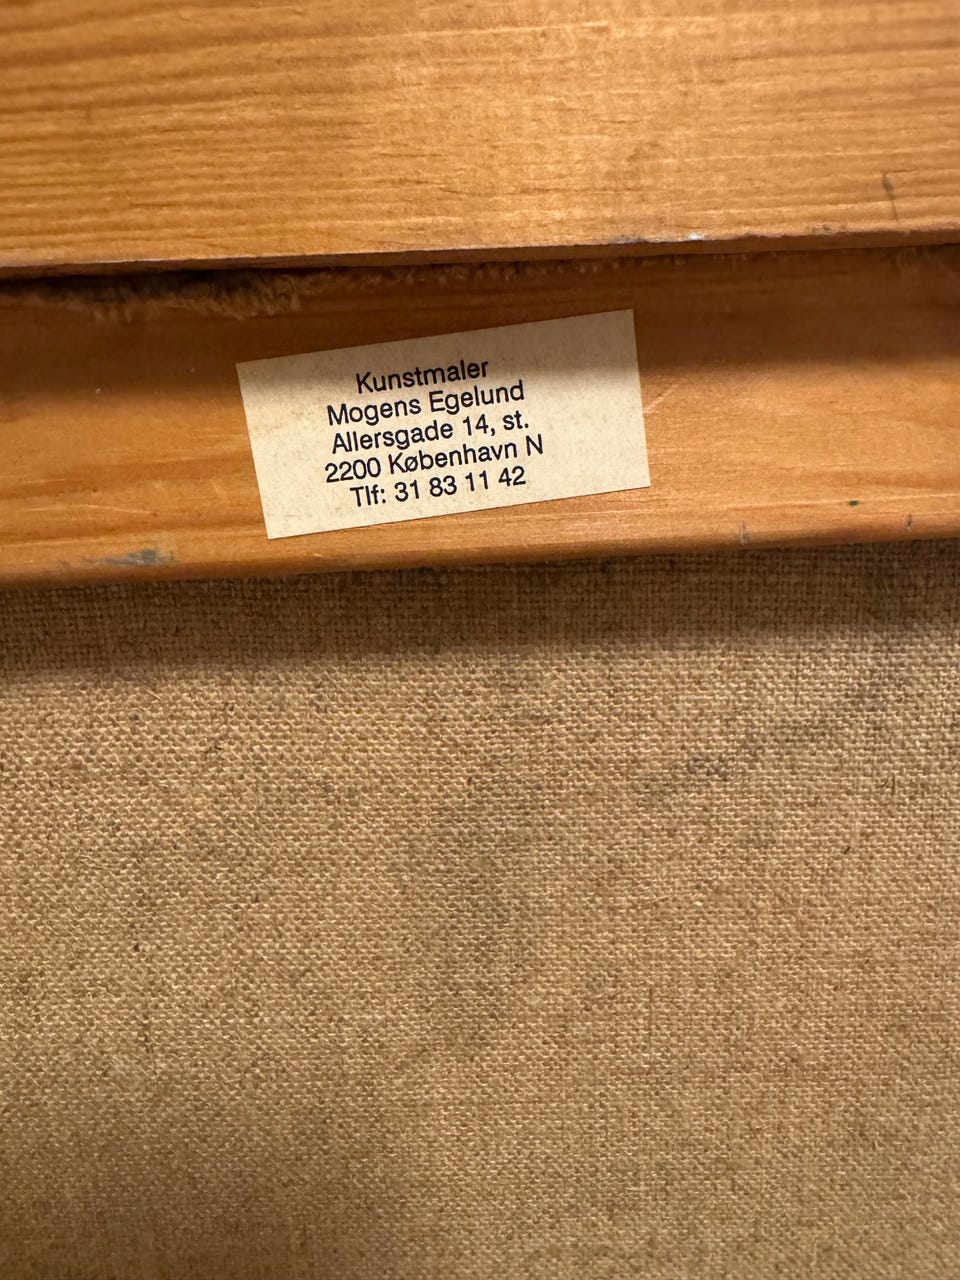 Kunstmaler
Mogens Egelund
Allersgade 14, st.
2200 København N
Tlf: 31 83 11 42